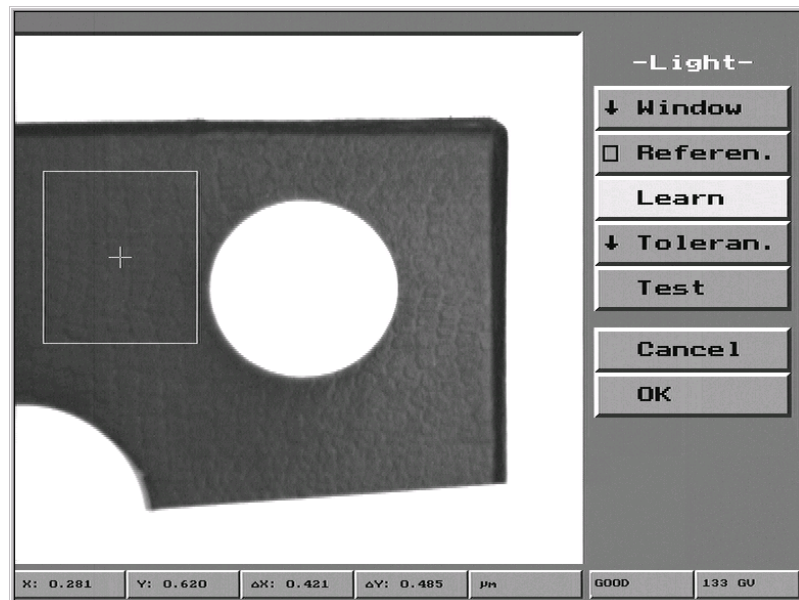 -Light-
↓ Window
□ Referen.
Learn
↓ Toleran.
Test
Cancel
OK
X: 0.281 Y: 0.620 ΔX: 0.421 ΔY: 0.485 µm GOOD 133 GV